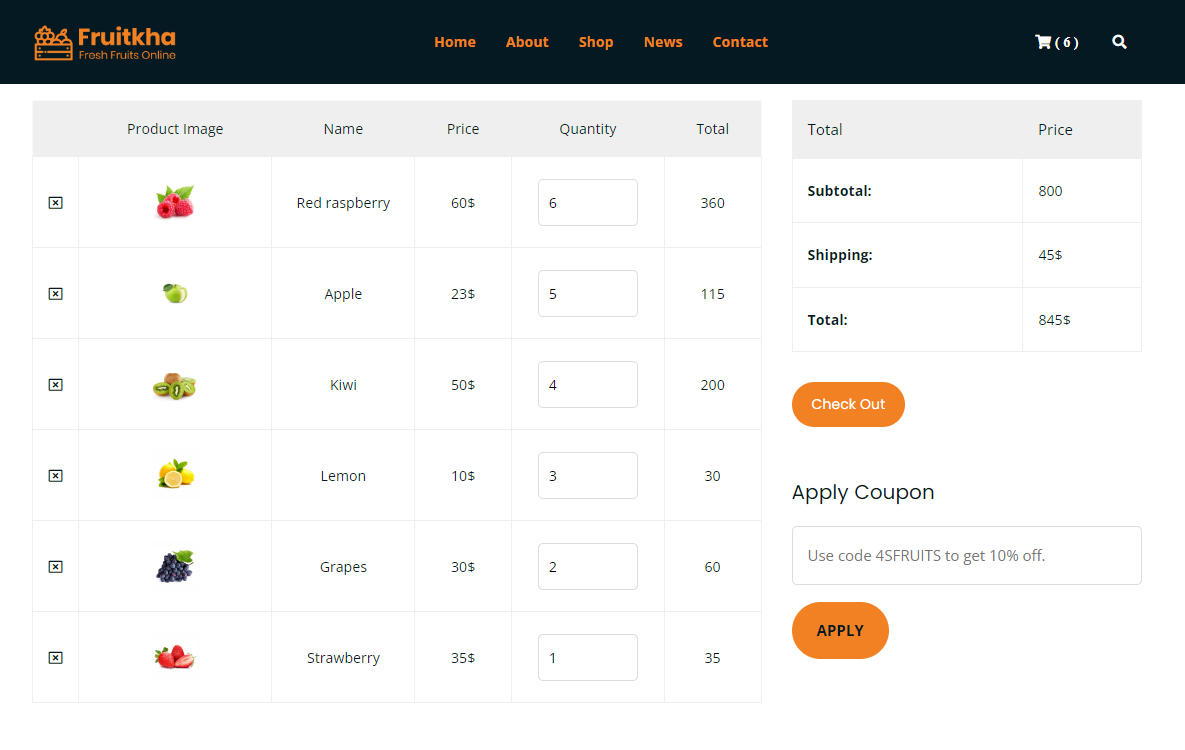 Fruitkha
Fresh Fruits Online
Home About Shop News Contact
( 6 )
Product Image Name Price Quantity Total
Red raspberry 60$ 6 360
Apple 23$ 5 115
Kiwi 50$ 4 200
Lemon 10$ 3 30
Grapes 30$ 2 60
Strawberry 35$ 1 35
Total Price
Subtotal: 800
Shipping: 45$
Total: 845$
Check Out
Apply Coupon
Use code 4SFRUITS to get 10% off.
APPLY